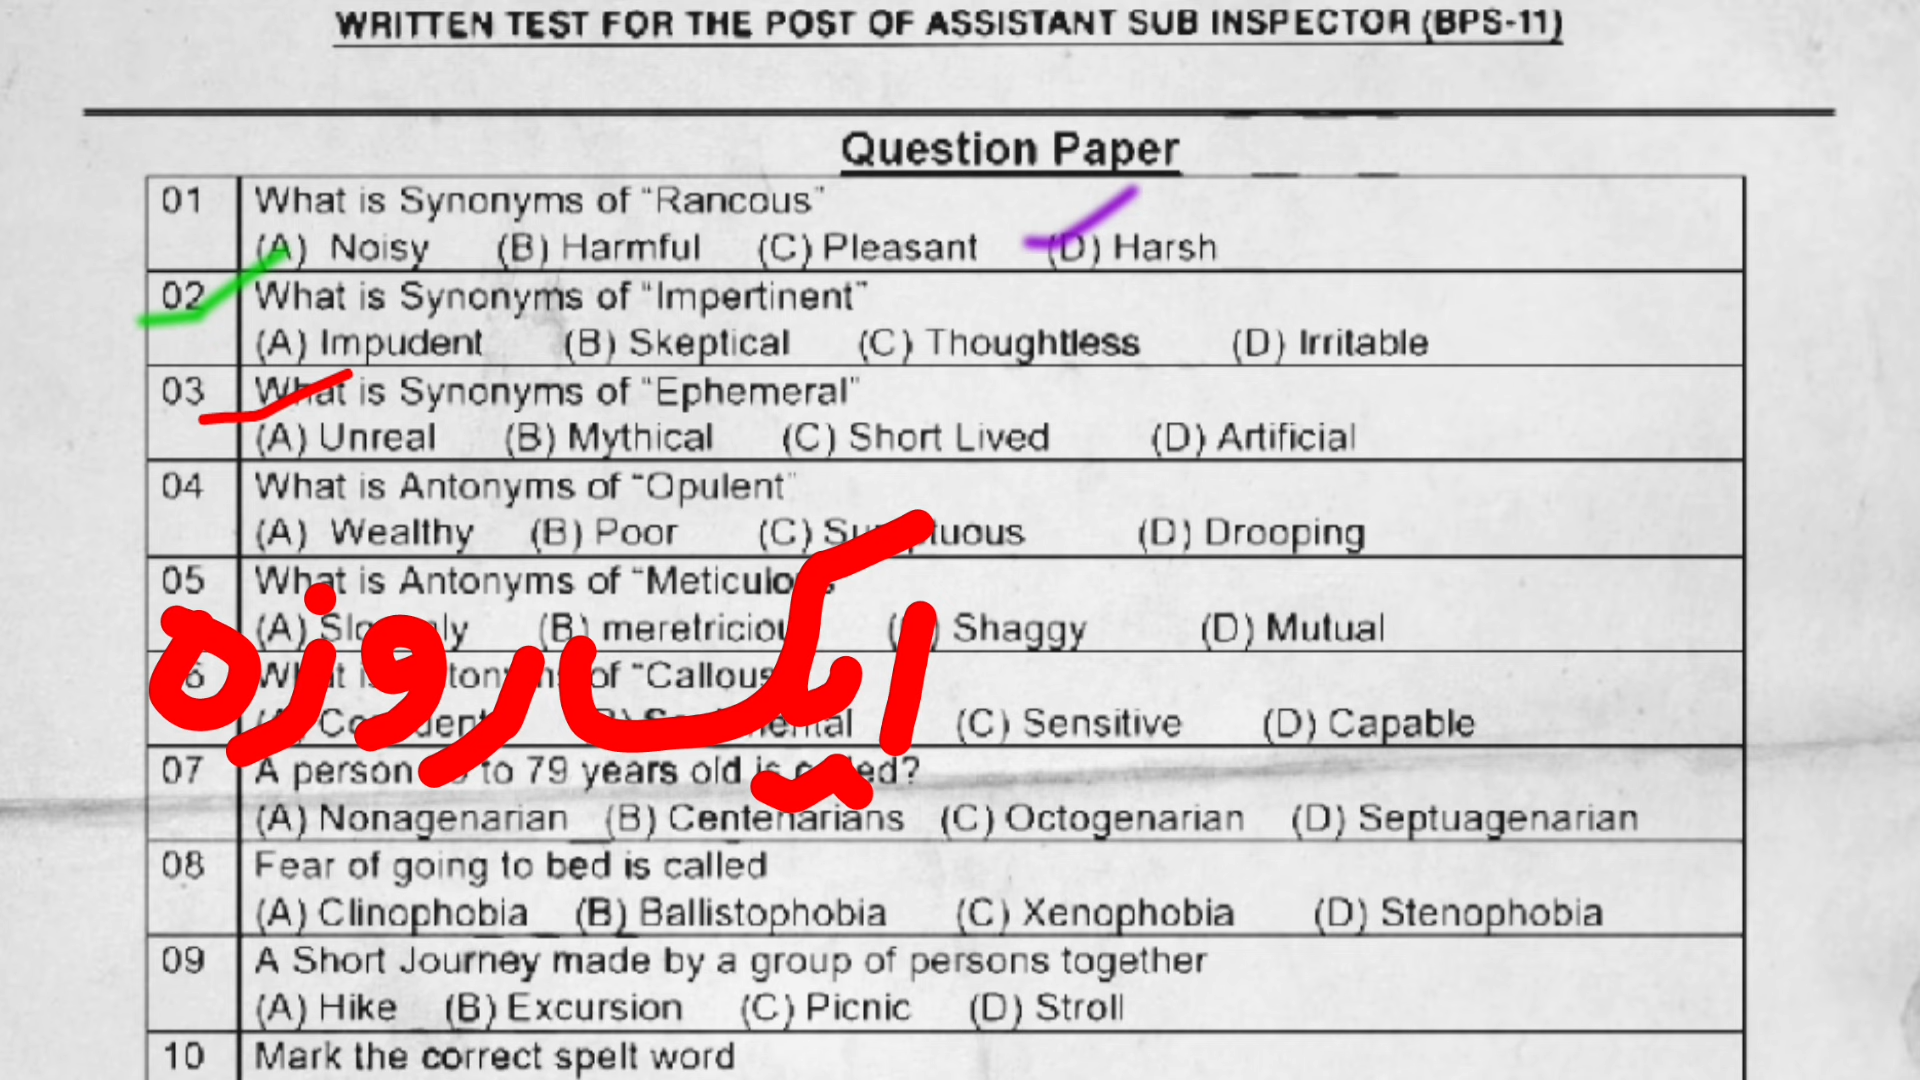 WRITTEN TEST FOR THE POST OF ASSISTANT SUB INSPECTOR (BPS-11)
Question Paper
01 What is Synonyms of “Rancous”
(A) Noisy (B) Harmful (C) Pleasant (D) Harsh
02 What is Synonyms of “Impertinent”
(A) Impudent (B) Skeptical (C) Thoughtless (D) Irritable
03 What is Synonyms of “Ephemeral”
(A) Unreal (B) Mythical (C) Short Lived (D) Artificial
04 What is Antonyms of “Opulent”
(A) Wealthy (B) Poor (C) (D) Drooping
05 What is Antonyms of
(A) (B) meretricious Shaggy (D) Mutual
of “Callous
(C) Sensitive (D) Capable
ایک روزہ
07 A person to 79 years old is called?
(A) Nonagenarian (B) Centenarians (C) Octogenarian (D) Septuagenarian
08 Fear of going to bed is called
(A) Clinophobia (B) Ballistophobia (C) Xenophobia (D) Stenophobia
09 A Short Journey made by a group of persons together
(A) Hike (B) Excursion (C) Picnic (D) Stroll
10 Mark the correct spelt word